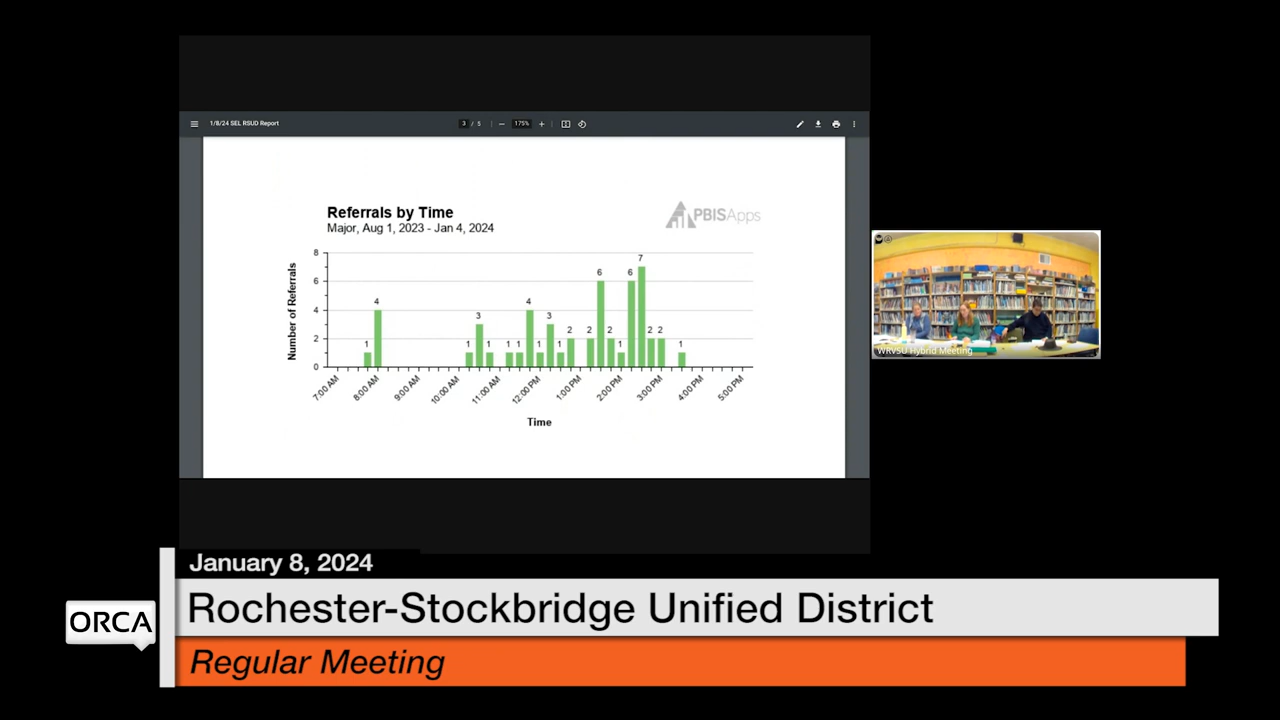 1/8/24 SEL RSUD Report
3 / 5
175%
Referrals by Time
Major, Aug 1, 2023 - Jan 4, 2024
PBISApps
Number of Referrals
8
6
4
2
0
1 4 1 3 1 1 1 4 1 3 1 2 2 6 2 1 6 7 2 2 1
7:00 AM 8:00 AM 9:00 AM 10:00 AM 11:00 AM 12:00 PM 1:00 PM 2:00 PM 3:00 PM 4:00 PM 5:00 PM
Time
WRVSU Hybrid Meeting
January 8, 2024
ORCA
Rochester-Stockbridge Unified District
Regular Meeting